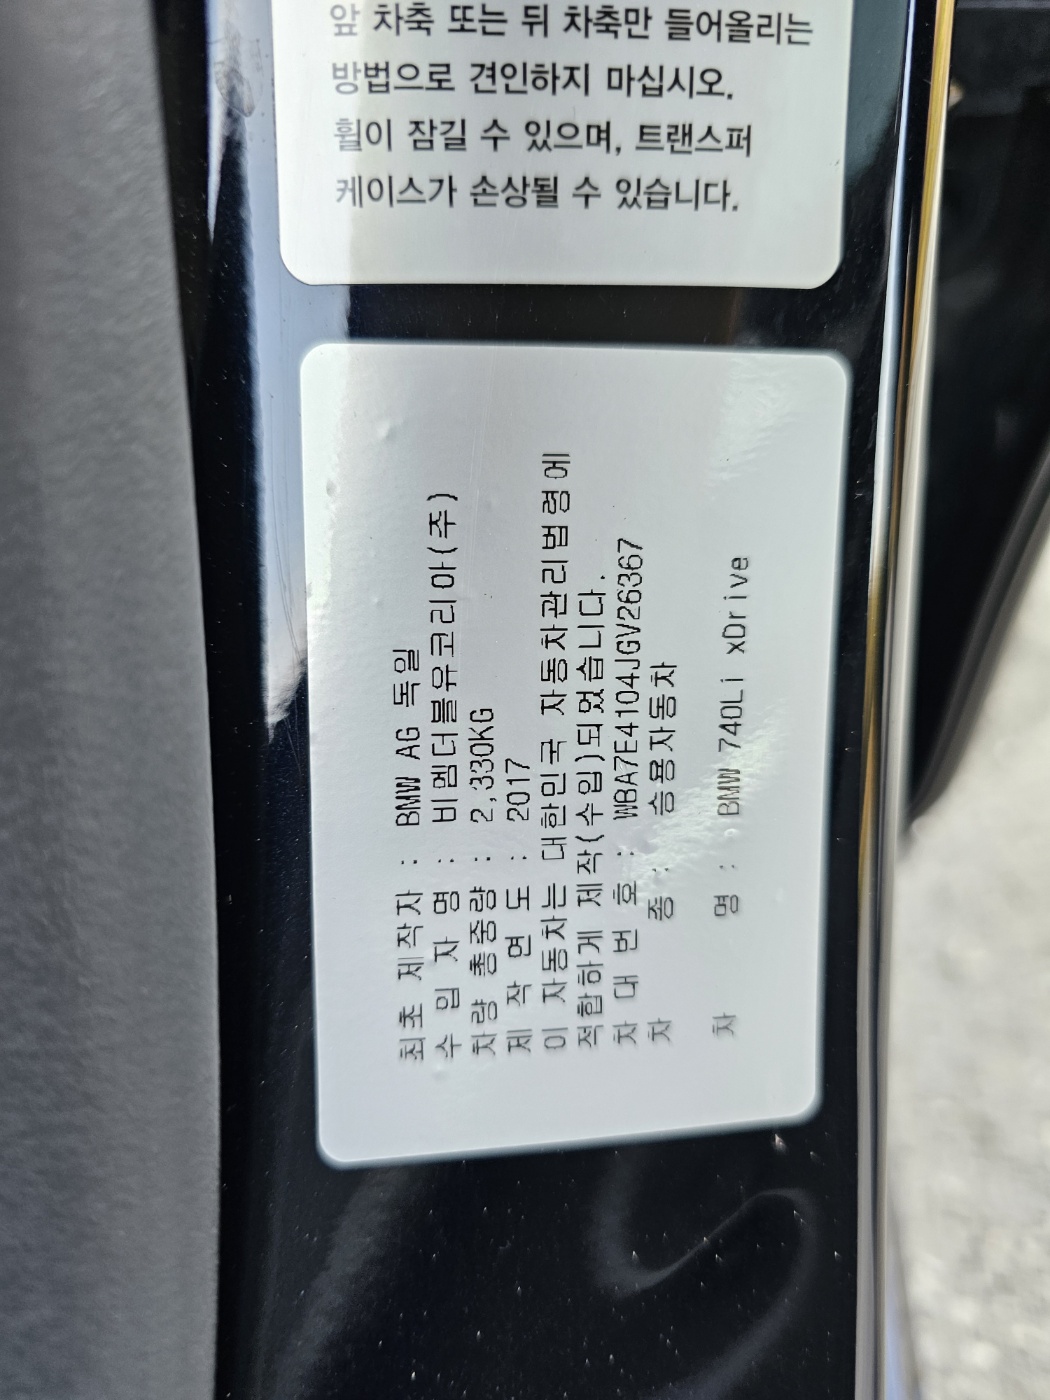 앞 차축 또는 뒤 차축만 들어올리는
방법으로 견인하지 마십시오.
휠이 잠길 수 있으며, 트랜스퍼
케이스가 손상될 수 있습니다.
최초 제작자 : BMW AG 독일
수 입 자 명 : 비엠더블유코리아(주)
차량 총중량 : 2,330KG
제 작 연 도 : 2017
이 자동차는 대한민국 자동차관리법령에
적합하게 제작(수입)되었습니다.
차 대 번 호 : WBA7E4104JGV26367
차 종 : 승용자동차
차 명 : BMW 740Li xDrive